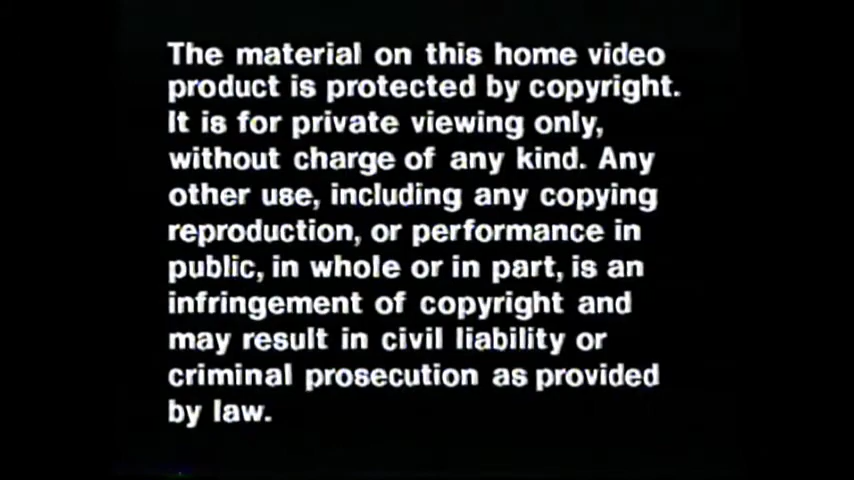 The material on this home video
product is protected by copyright.
It is for private viewing only,
without charge of any kind. Any
other use, including any copying
reproduction, or performance in
public, in whole or in part, is an
infringement of copyright and
may result in civil liability or
criminal prosecution as provided
by law.